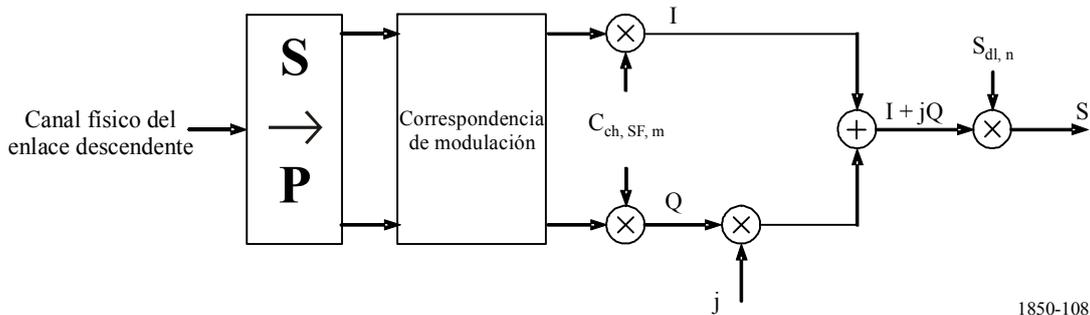 Canal físico del
enlace descendente
S
P
Correspondencia
de modulación
I
C_ch, SF, m
Q
j
I + jQ
S_dl, n
S
1850-108